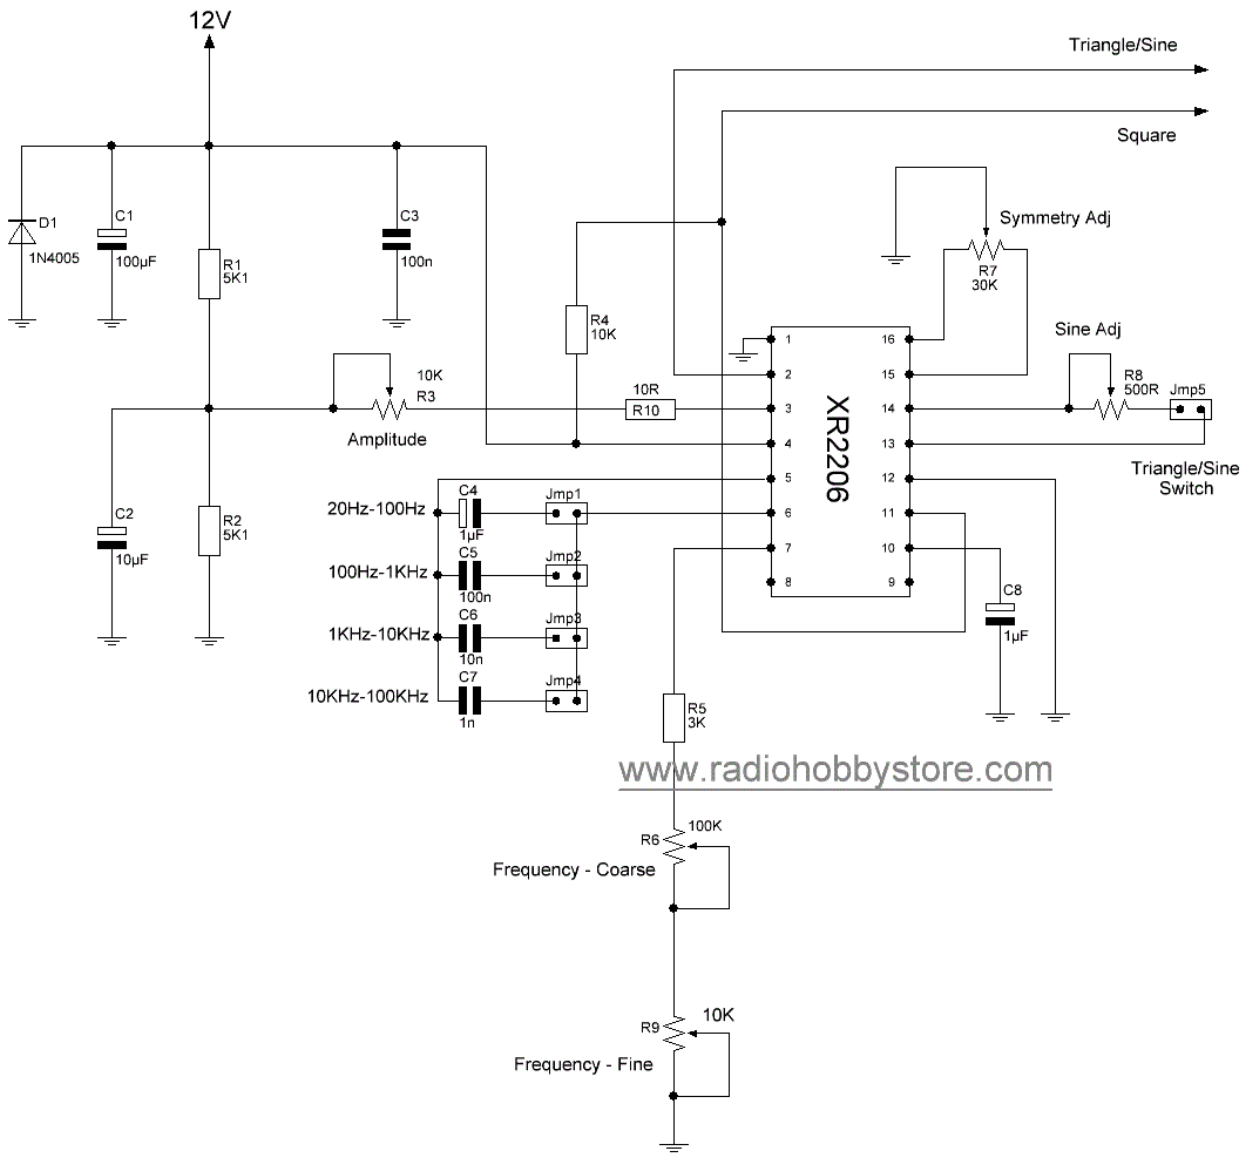 12V
Triangle/Sine
Square
D1
1N4005
C1
100µF
R1
5K1
C3
100n
Symmetry Adj
R7
30K
R4
10K
Sine Adj
10K
R3
Amplitude
10R
R10
R8
500R
Jmp5
Triangle/Sine
Switch
XR2206
1
2
3
4
5
6
7
8
16
15
14
13
12
11
10
9
C2
10µF
R2
5K1
20Hz-100Hz
C4
1µF
Jmp1
100Hz-1KHz
C5
100n
Jmp2
1KHz-10KHz
C6
10n
Jmp3
10KHz-100KHz
C7
1n
Jmp4
C8
1µF
R5
3K
www.radiohobbystore.com
R6
100K
Frequency - Coarse
R9
10K
Frequency - Fine